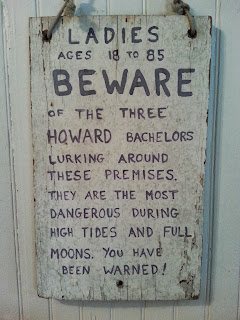 LADIES
AGES 18 TO 85
BEWARE
OF THE THREE
HOWARD BACHELORS
LURKING AROUND
THESE PREMISES.
THEY ARE THE MOST
DANGEROUS DURING
HIGH TIDES AND FULL
MOONS. YOU HAVE
BEEN WARNED!